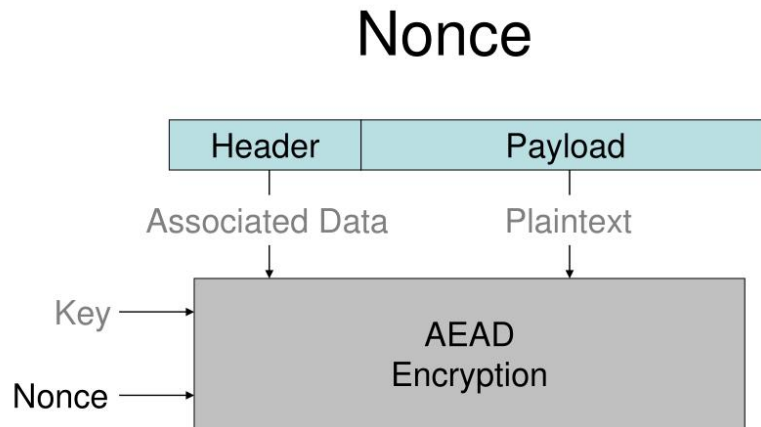 Nonce
Header Payload
Associated Data Plaintext
Key
AEAD
Encryption
Nonce